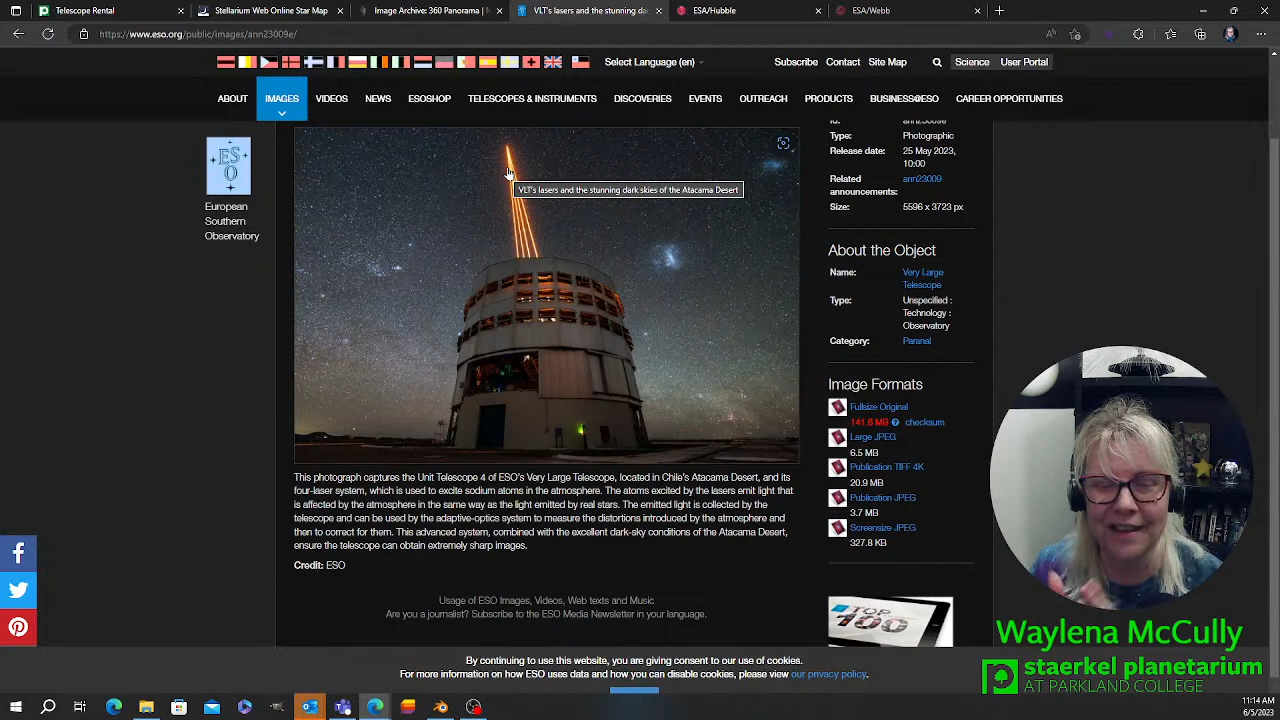 Telescope Rental
Stellarium Web Online Star Map
Image Archive: 360 Panorama | N
VLT's lasers and the stunning da
ESA/Hubble
ESA/Webb
https://www.eso.org/public/images/ann23009e/
Select Language (en)
Subscribe Contact Site Map
Science User Portal
ABOUT IMAGES VIDEOS NEWS ESOSHOP TELESCOPES & INSTRUMENTS DISCOVERIES EVENTS OUTREACH PRODUCTS BUSINESS@ESO CAREER OPPORTUNITIES
ESO
European
Southern
Observatory
VLT's lasers and the stunning dark skies of the Atacama Desert
Id: ann23009e
Type: Photographic
Release date: 25 May 2023,
10:00
Related ann23009
announcements:
Size: 5596 x 3723 px
About the Object
Name: Very Large
Telescope
Type: Unspecified :
Technology :
Observatory
Category: Paranal
Image Formats
Fullsize Original
141.6 MB ? checksum
Large JPEG
6.5 MB
Publication TIFF 4K
20.9 MB
Publication JPEG
3.7 MB
Screensize JPEG
327.8 KB
TOP
100
This photograph captures the Unit Telescope 4 of ESO's Very Large Telescope, located in Chile's Atacama Desert, and its
four-laser system, which is used to excite sodium atoms in the atmosphere. The atoms excited by the lasers emit light that
is affected by the atmosphere in the same way as the light emitted by real stars. The emitted light is collected by the
telescope and can be used by the adaptive-optics system to measure the distortions introduced by the atmosphere and
then to correct for them. This advanced system, combined with the excellent dark-sky conditions of the Atacama Desert,
ensure the telescope can obtain extremely sharp images.
Credit: ESO
Usage of ESO Images, Videos, Web texts and Music
Are you a journalist? Subscribe to the ESO Media Newsletter in your language.
By continuing to use this website, you are giving consent to our use of cookies.
For more information on how ESO uses data and how you can disable cookies, please view our privacy policy.
Waylena McCully
staerkel planetarium
AT PARKLAND COLLEGE
11:14 AM
6/5/2023